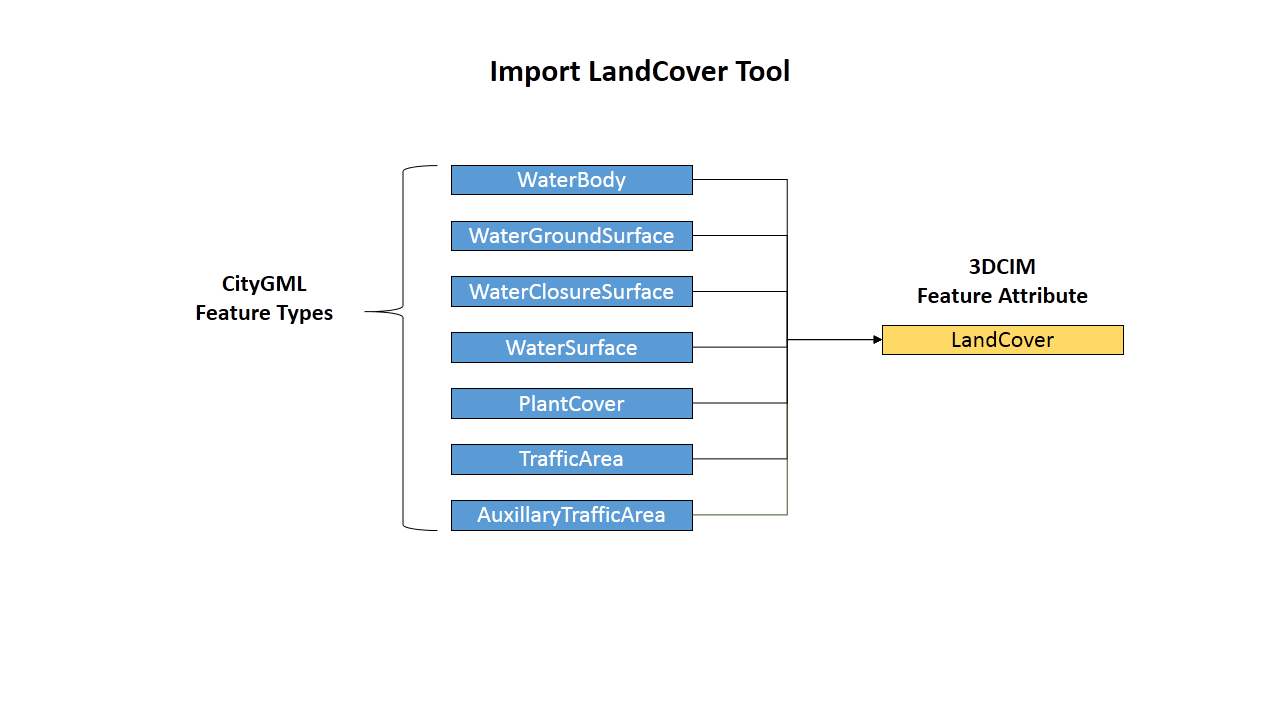 Import LandCover Tool
CityGML
Feature Types
WaterBody
WaterGroundSurface
WaterClosureSurface
WaterSurface
PlantCover
TrafficArea
AuxillaryTrafficArea
3DCIM
Feature Attribute
LandCover